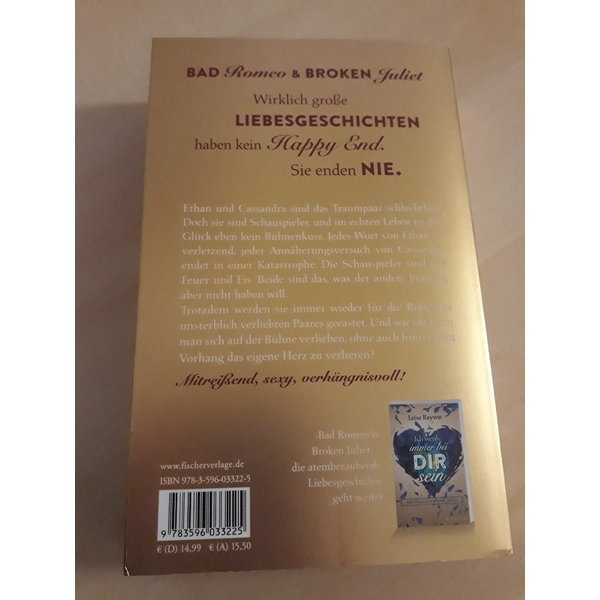 BAD Romeo & BROKEN Juliet
Wirklich große
LIEBESGESCHICHTEN
haben kein Happy End.
Sie enden NIE.
Ethan und Cassandra sind das Traumpaar schlechthin
Doch sie sind Schauspieler, und im echten Leben ist das
Glück eben kein Bühnenkuss. Jedes Wort von Ethan
verletzend; jeder Annäherungsversuch von Cassandra
endet in einer Katastrophe. Die Schauspieler sind
Feuer und Eis. Beide sind das, was der andere braucht
aber nicht haben will.
Trotzdem werden sie immer wieder für die Rolle des
unsterblich verliebten Paares gecastet. Und wie oft kann
man sich auf der Bühne verlieben, ohne auch hinter dem
Vorhang das eigene Herz zu verlieren?
Mitreißend, sexy, verhängnisvoll!
Bad Romeo &
Broken Juliet –
die atemberaubende
Liebesgeschichte
geht weiter
Leisa Rayven
Ich werde
immer bei
DIR
sein
www.fischerverlage.de
ISBN 978-3-596-03322-5
9 783596 033225
€ (D) 14,99 € (A) 15,50